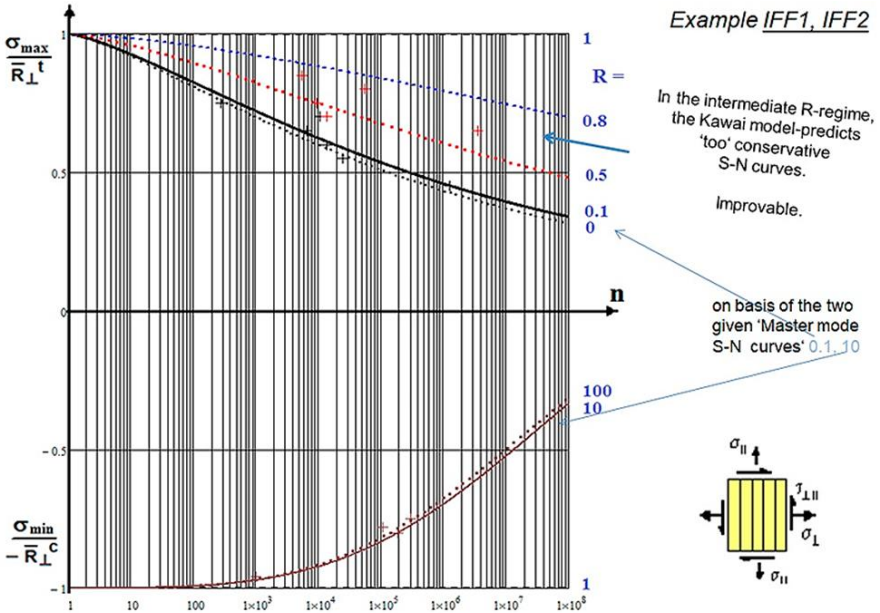 Example IFF1, IFF2
σmax
R̅⊥t
1
0.5
0
-0.5
σmin
-R̅⊥c
-1
1
R =
0.8
0.5
0.1
0
n
100
10
1
1
10
100
1×10³
1×10⁴
1×10⁵
1×10⁶
1×10⁷
1×10⁸
In the intermediate R-regime,
the Kawai model-predicts
'too' conservative
S-N curves.
Improvable.
on basis of the two
given 'Master mode
S-N curves' 0.1, 10
σ||
τ⊥||
σ⊥
σ||